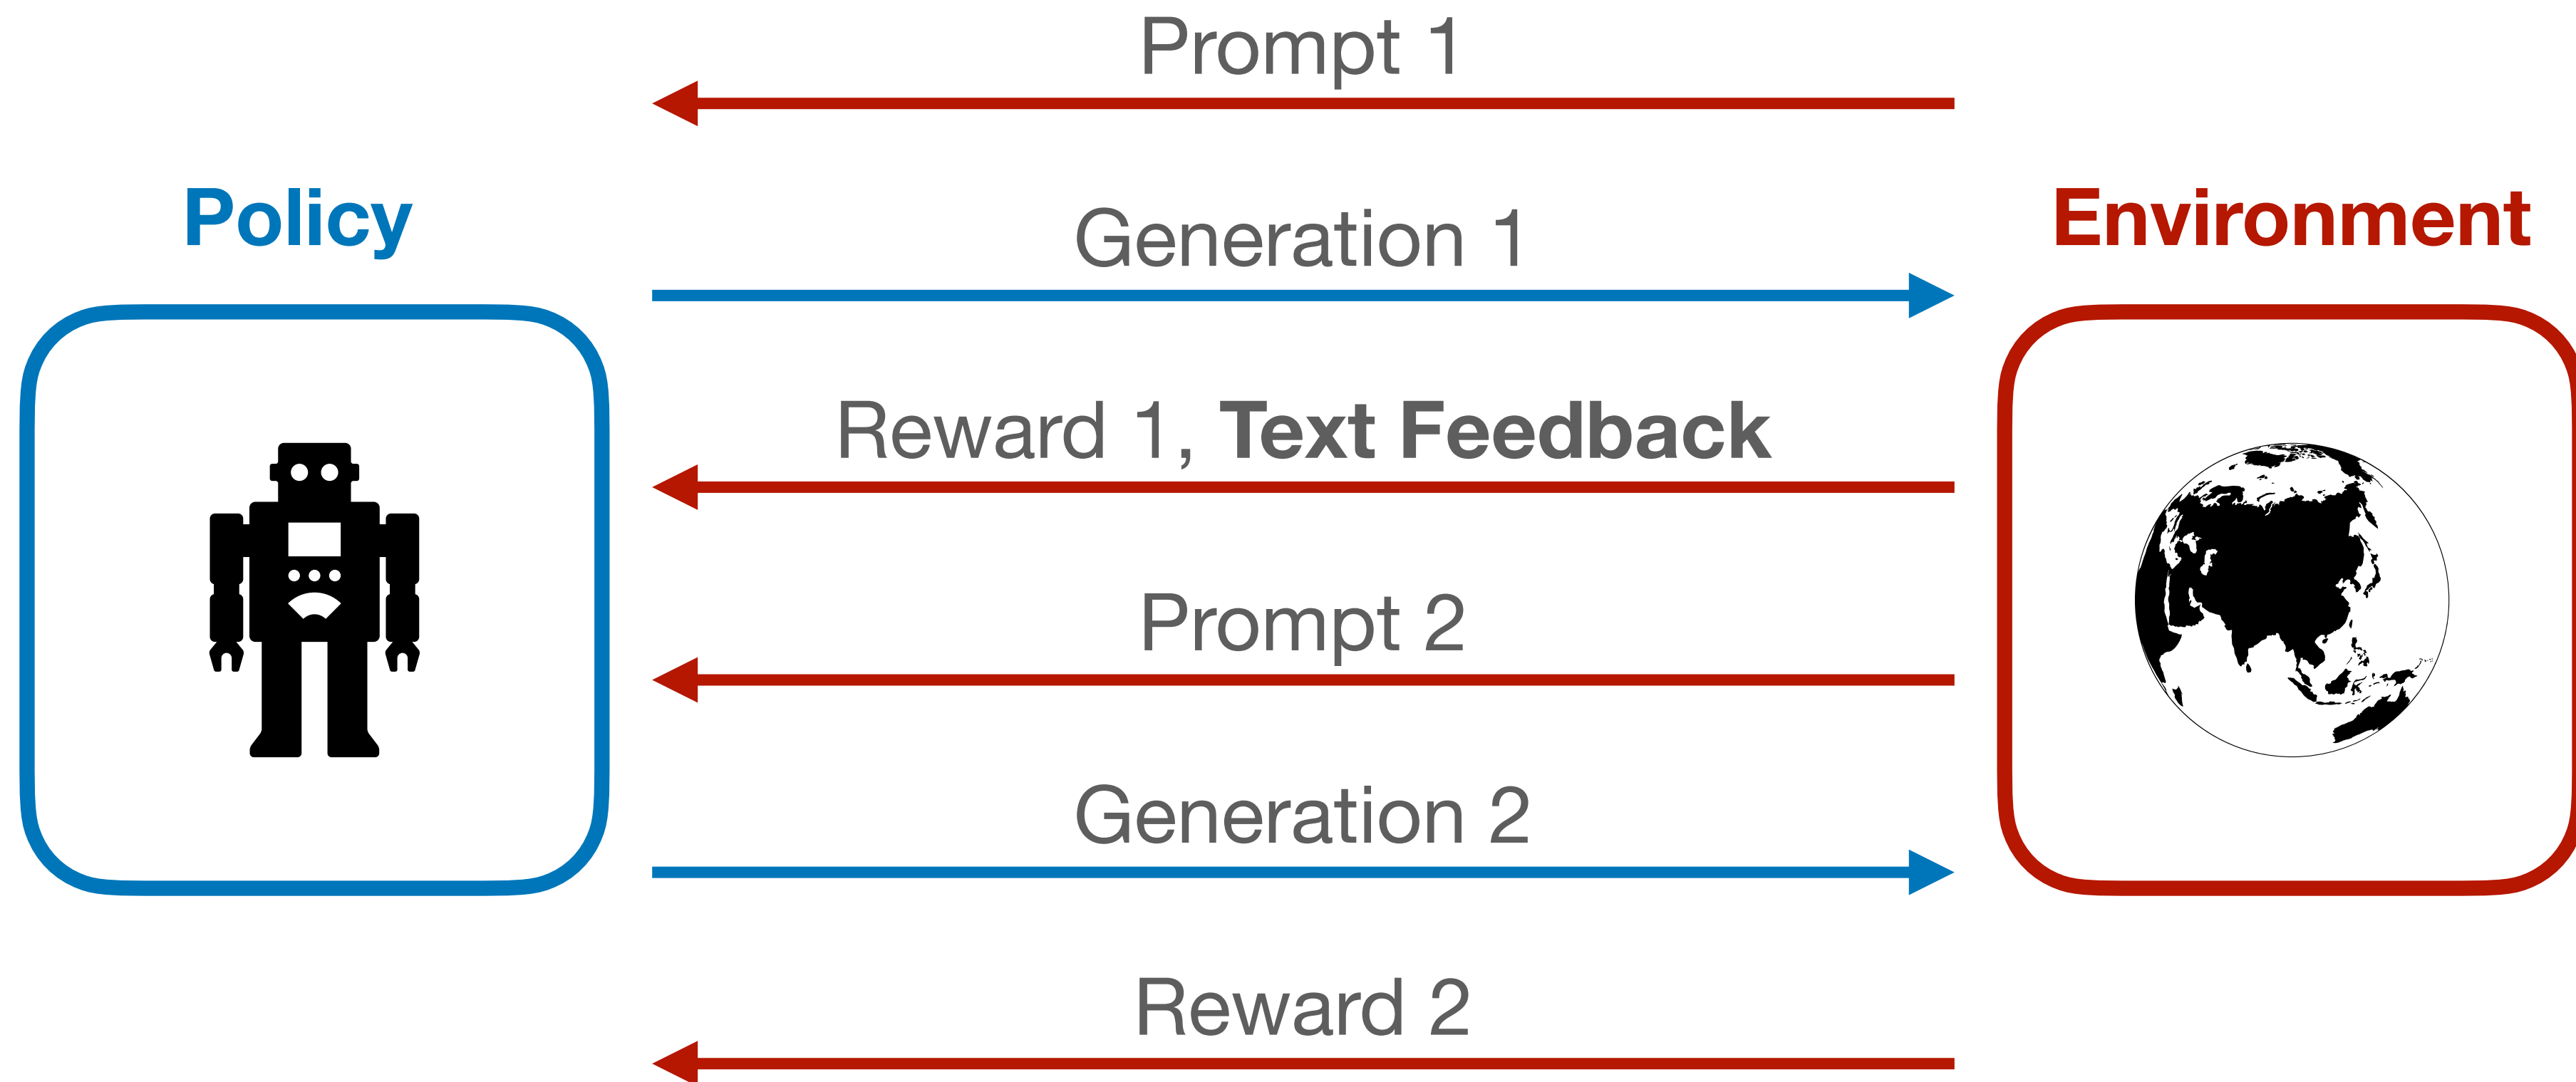 Prompt 1
Policy
Generation 1
Environment
Reward 1, Text Feedback
Prompt 2
Generation 2
Reward 2